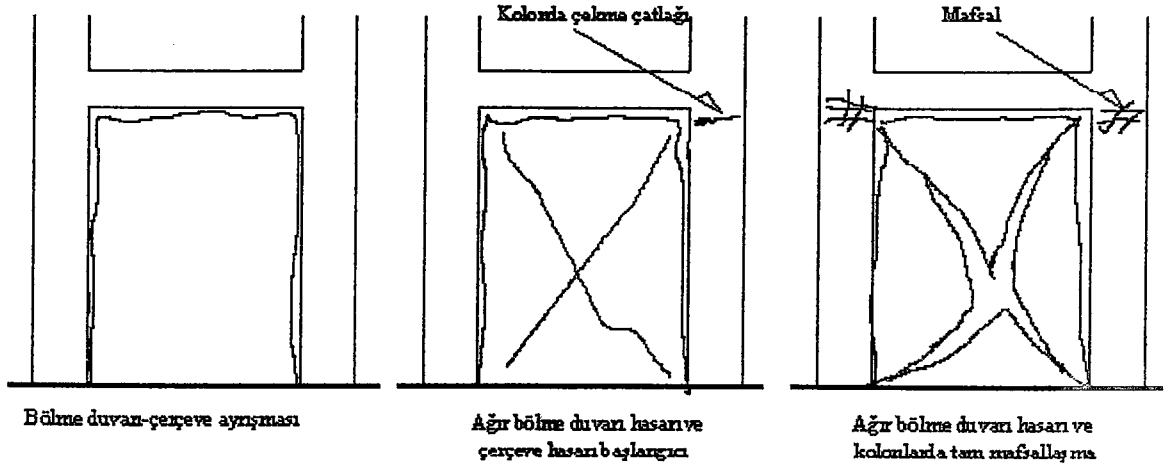 Kolonda çekme çatlağı
Mafsal
Bölme duvarı-çerçeve ayrışması
Ağır bölme duvarı hasarı ve
çerçeve hasarı başlangıcı
Ağır bölme duvarı hasarı ve
kolonlarda tam mafsallaşma